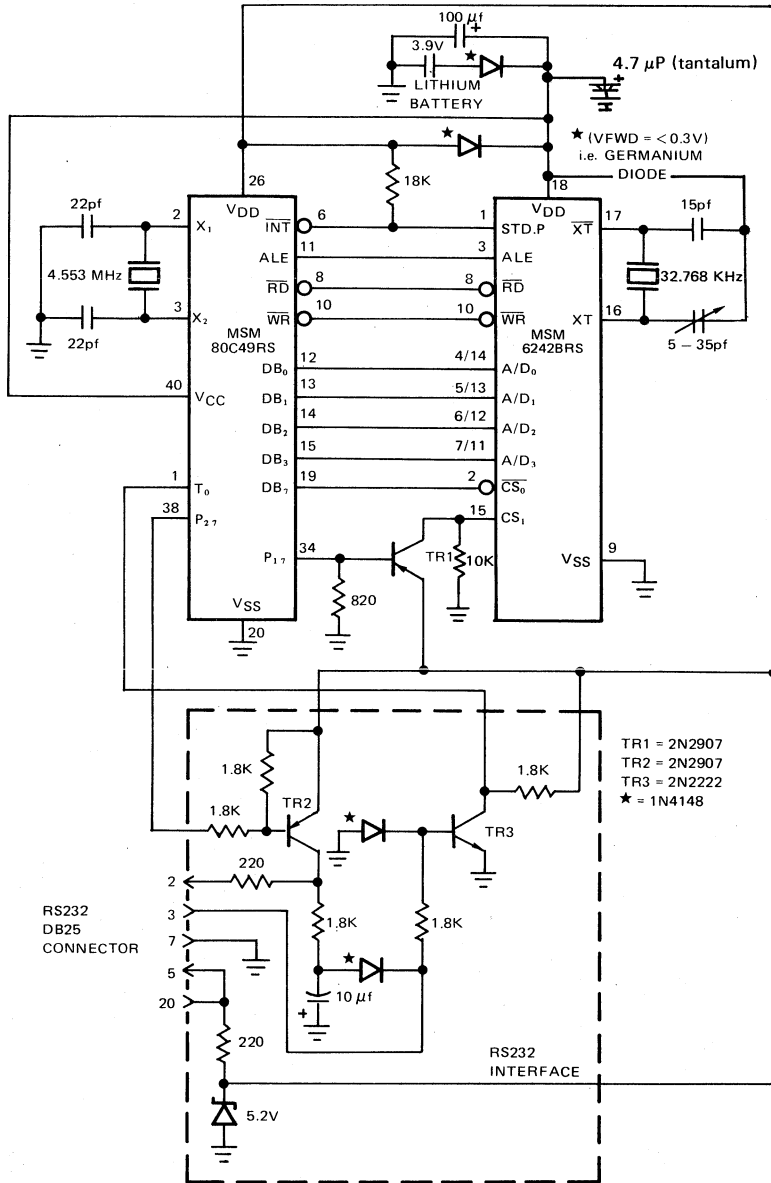 100 µf +
3.9V
★
LITHIUM
BATTERY
+
4.7 µP (tantalum)
★
★ (VFWD = <0.3V)
i.e. GERMANIUM
DIODE
26
18K
18
22pf
2
X1
VDD
INT
6
1
STD.P
VDD
XT
17
15pf
11
ALE
3
ALE
4.553 MHz
RD
8
8
RD
32.768 KHz
3
X2
WR
10
10
WR
XT
16
22pf
MSM
80C49RS
MSM
6242BRS
5 – 35pf
DB0
12
4/14
A/D0
40
VCC
DB1
13
5/13
A/D1
DB2
14
6/12
A/D2
DB3
15
7/11
A/D3
1
T0
DB7
19
2
CS0
38
P27
15
CS1
P17
34
TR1
10K
VSS
9
820
VSS
20
1.8K
1.8K
TR2
★
TR3
1.8K
TR1 = 2N2907
TR2 = 2N2907
TR3 = 2N2222
★ = 1N4148
RS232
DB25
CONNECTOR
2
220
3
1.8K
1.8K
7
5
★
20
10 µf
+
220
RS232
INTERFACE
5.2V